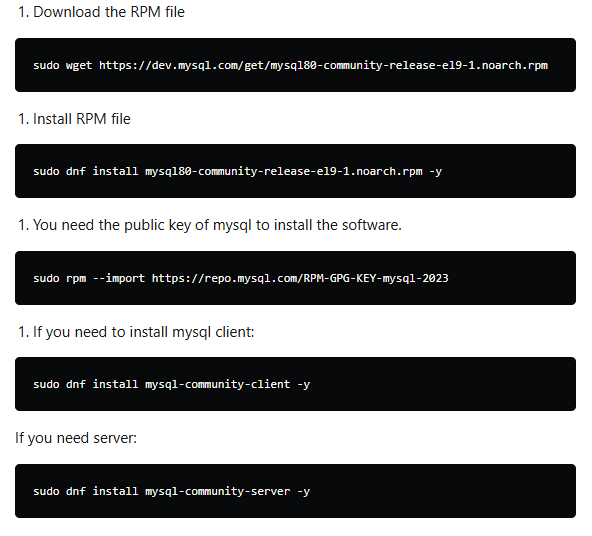 1. Download the RPM file
sudo wget https://dev.mysql.com/get/mysql80-community-release-el9-1.noarch.rpm
1. Install RPM file
sudo dnf install mysql80-community-release-el9-1.noarch.rpm -y
1. You need the public key of mysql to install the software.
sudo rpm --import https://repo.mysql.com/RPM-GPG-KEY-mysql-2023
1. If you need to install mysql client:
sudo dnf install mysql-community-client -y
If you need server:
sudo dnf install mysql-community-server -y